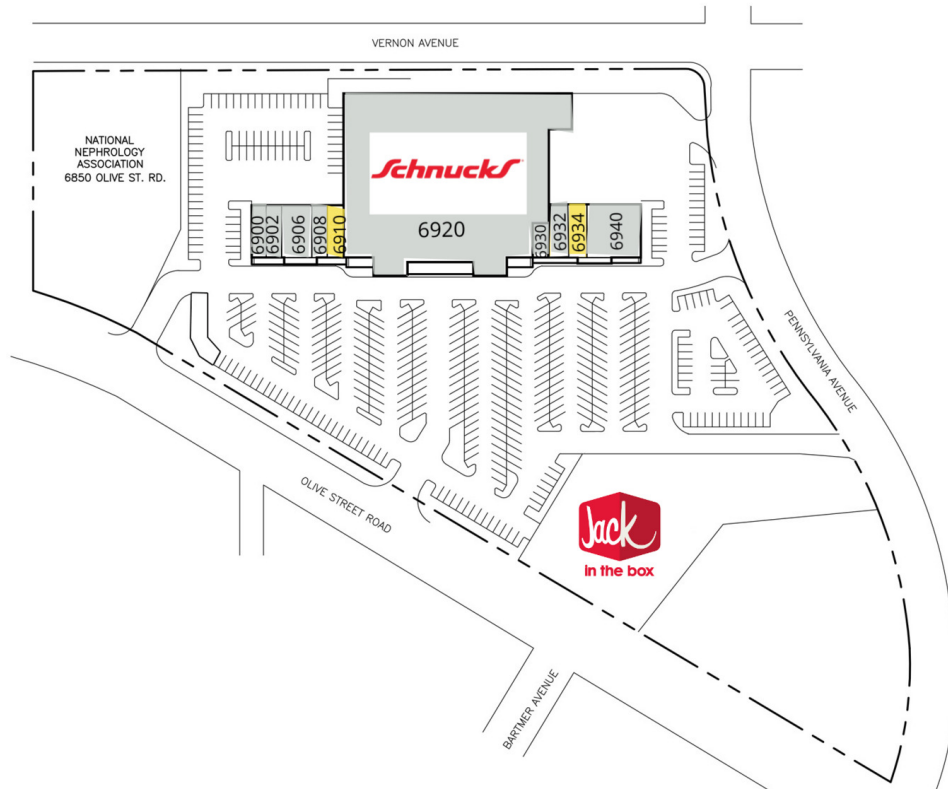 VERNON AVENUE
NATIONAL
NEPHROLOGY
ASSOCIATION
6850 OLIVE ST. RD.
Schnucks
6900
6902
6906
6908
6910
6920
6930
6932
6934
6940
PENNSYLVANIA AVENUE
OLIVE STREET ROAD
Jack
in the box
BARTMER AVENUE